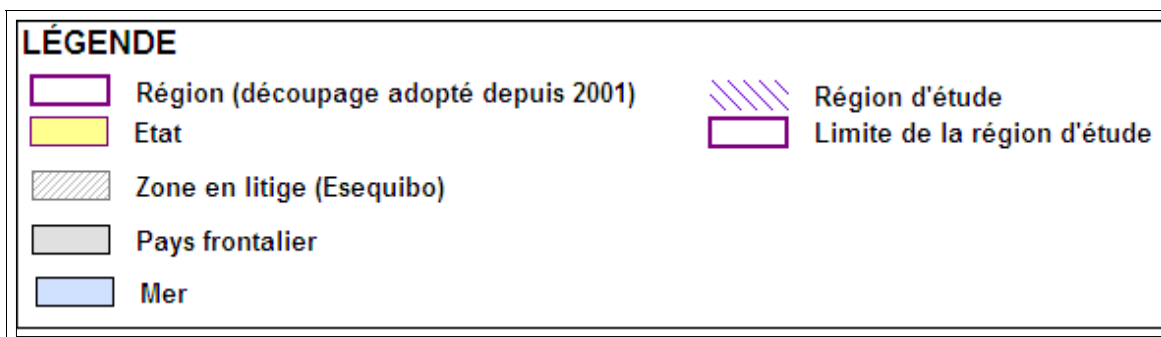 LÉGENDE
Région (découpage adopté depuis 2001)
Etat
Zone en litige (Esequibo)
Pays frontalier
Mer
Région d'étude
Limite de la région d'étude